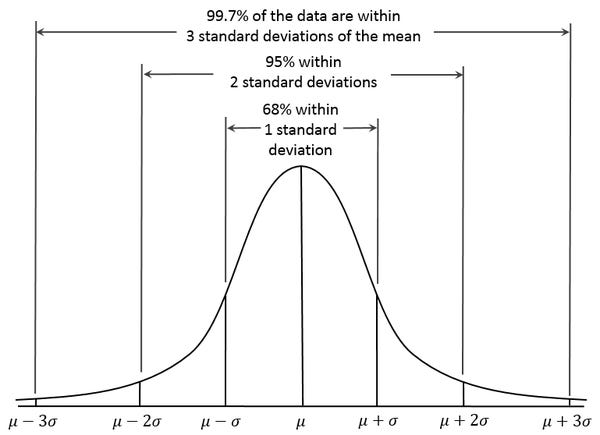 99.7% of the data are within
3 standard deviations of the mean
95% within
2 standard deviations
68% within
1 standard
deviation
μ − 3σ μ − 2σ μ − σ μ μ + σ μ + 2σ μ + 3σ